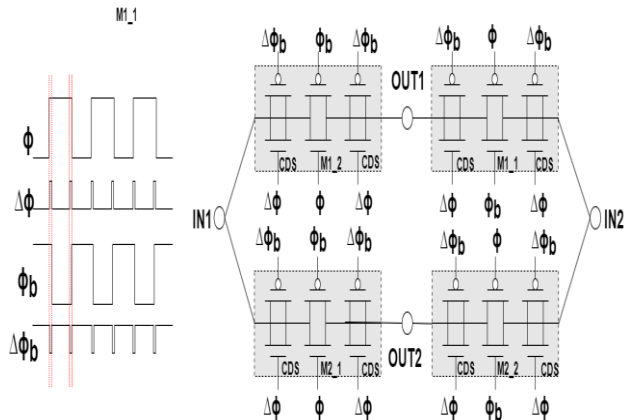 M1_1
Δϕb ϕb Δϕb Δϕb ϕ Δϕb
OUT1
ϕ
CDS M1_2 CDS CDS M1_1 CDS
Δϕ
Δϕ ϕ Δϕ Δϕ ϕb Δϕ
IN1 IN2
Δϕb ϕb Δϕb Δϕb ϕ Δϕb
ϕb
Δϕb
OUT2
CDS M2_1 CDS CDS M2_2 CDS
Δϕ ϕ Δϕ Δϕ ϕb Δϕ